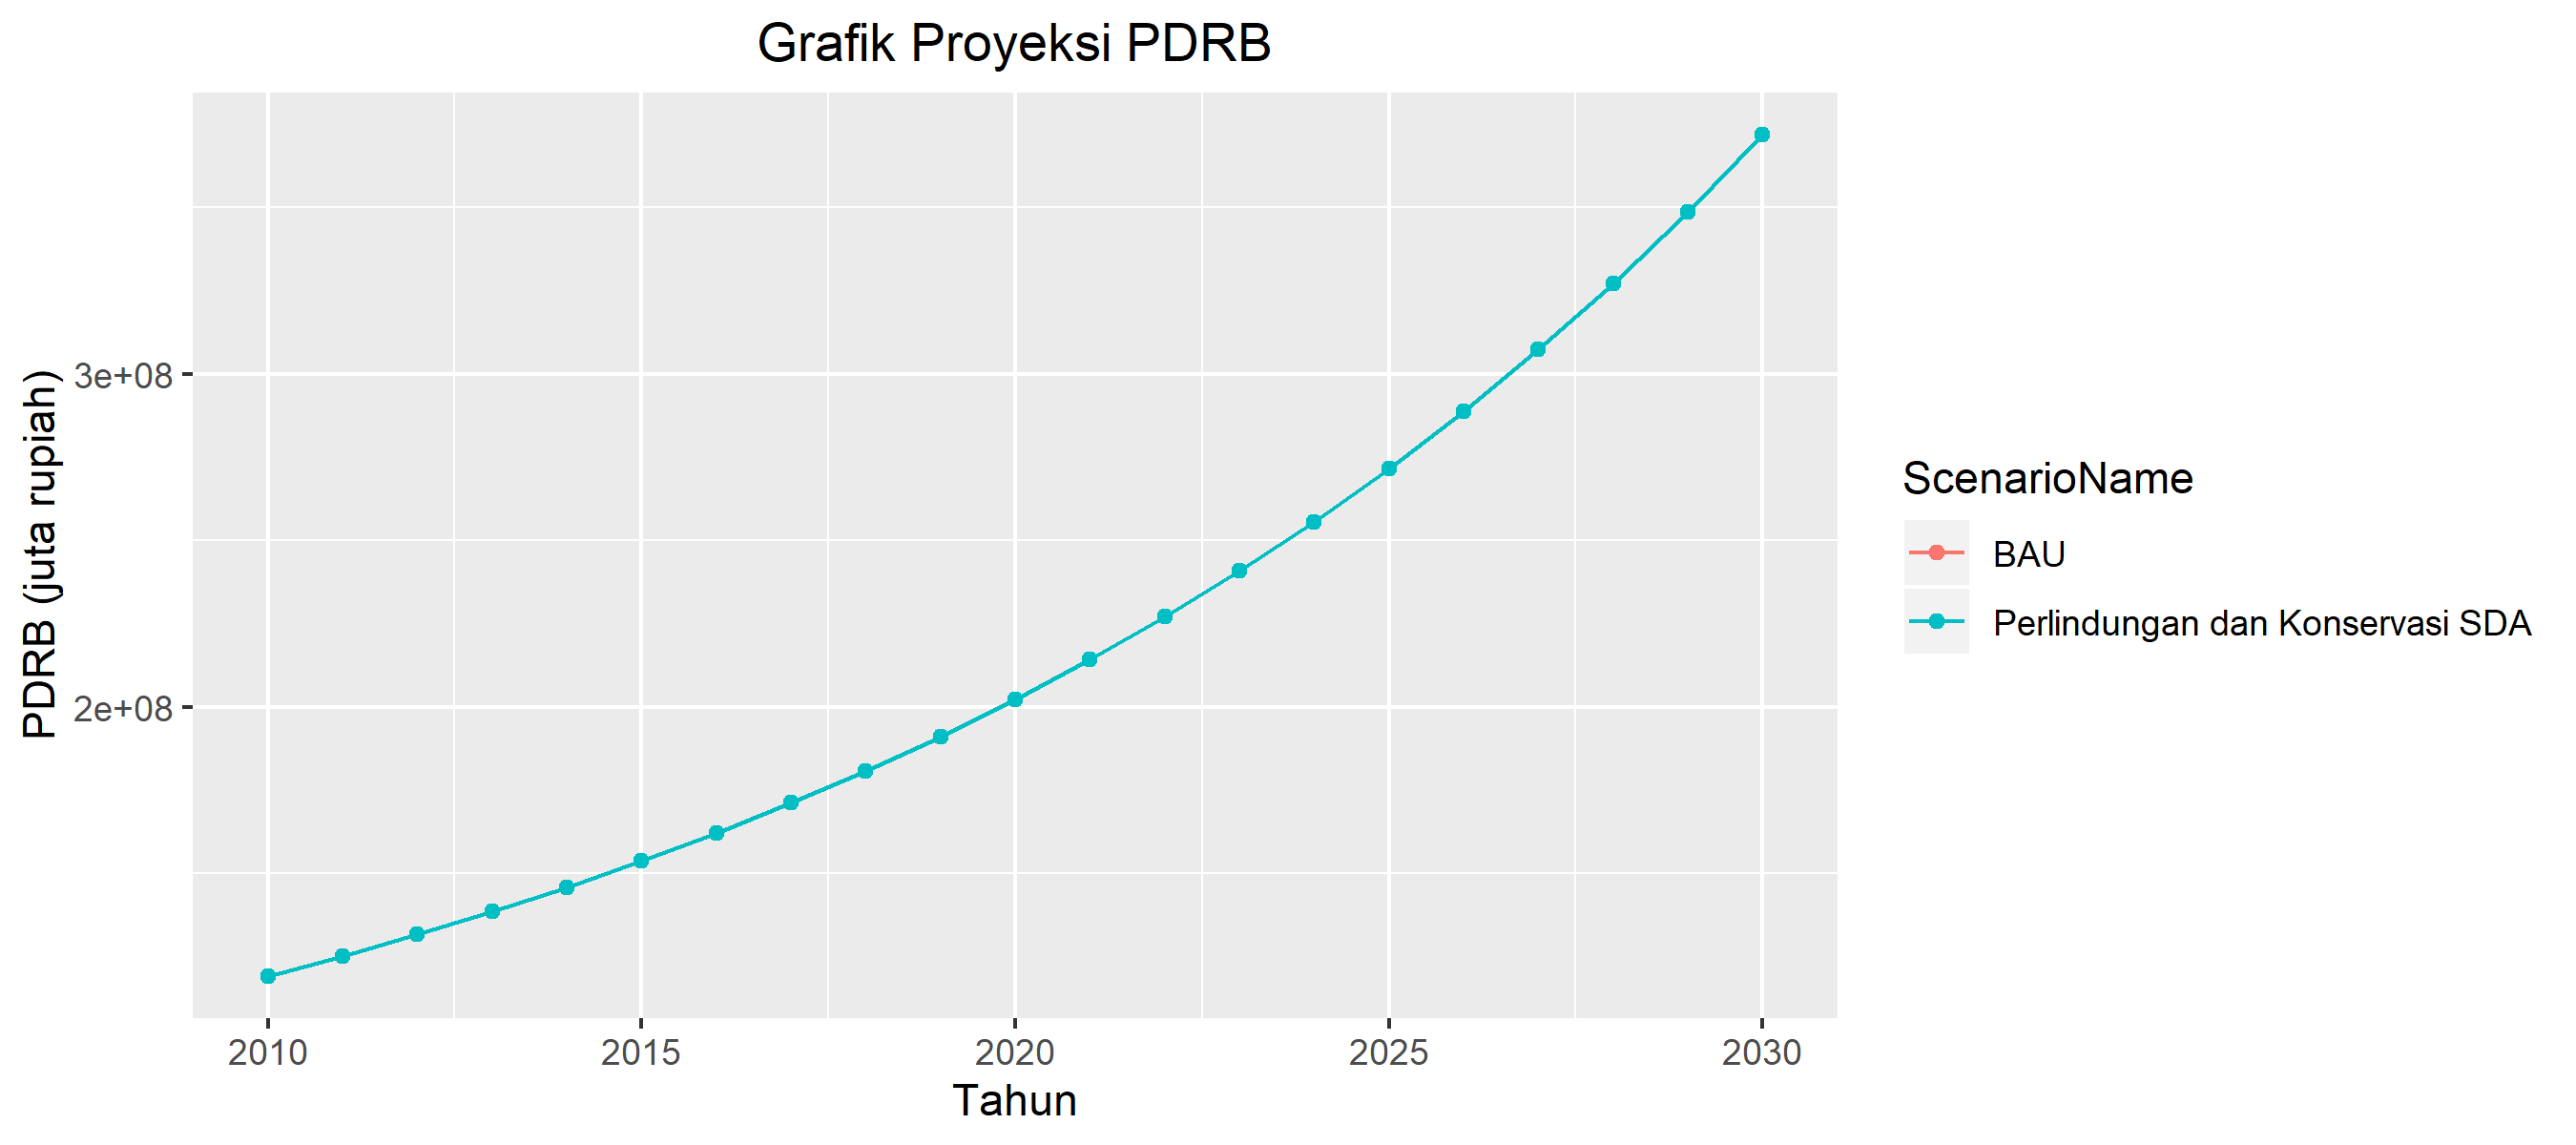 Grafik Proyeksi PDRB
PDRB (juta rupiah)
3e+08
2e+08
2010
2015
2020
2025
2030
Tahun
ScenarioName
BAU
Perlindungan dan Konservasi SDA